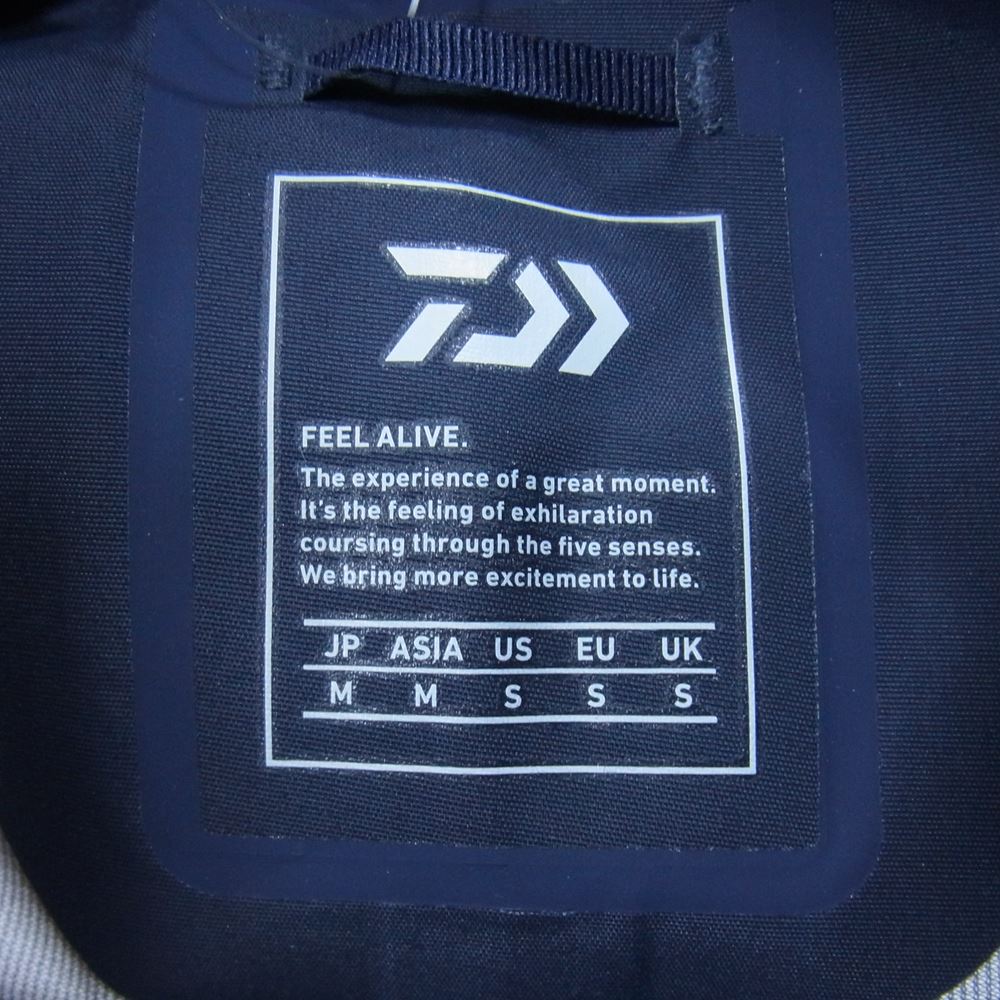 FEEL ALIVE.
The experience of a great moment.
It's the feeling of exhilaration
coursing through the five senses.
We bring more excitement to life.
JP ASIA US EU UK
M M S S S